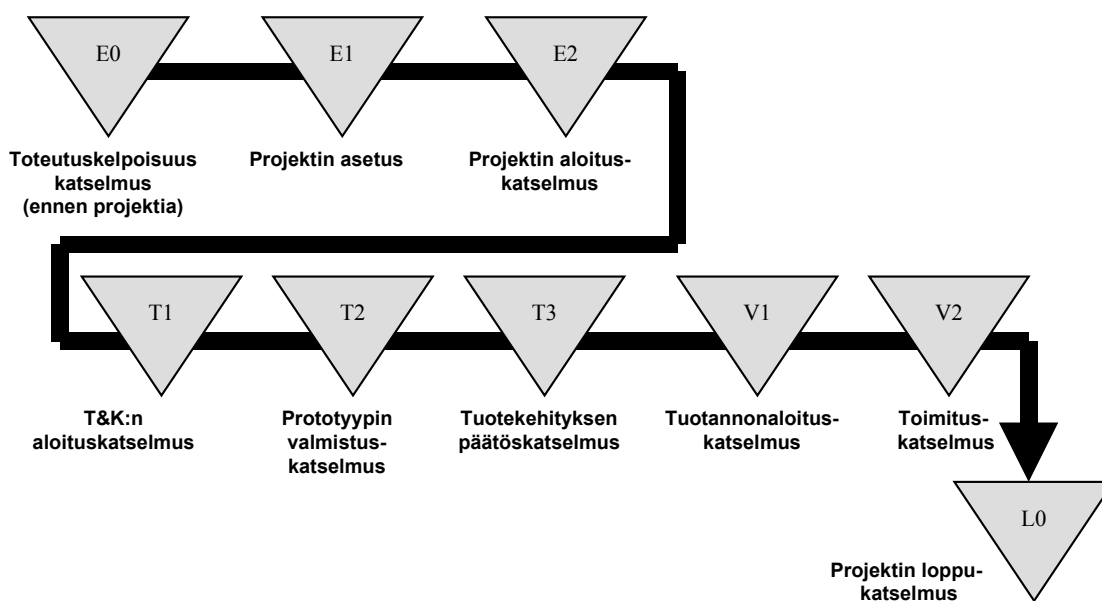 E0
E1
E2
Toteutuskelpoisuus
katselmus
(ennen projektia)
Projektin asetus
Projektin aloitus-
katselmus
T1
T2
T3
V1
V2
T&K:n
aloituskatselmus
Prototyypin
valmistus-
katselmus
Tuotekehityksen
päätöskatselmus
Tuotannonaloitus-
katselmus
Toimitus-
katselmus
L0
Projektin loppu-
katselmus